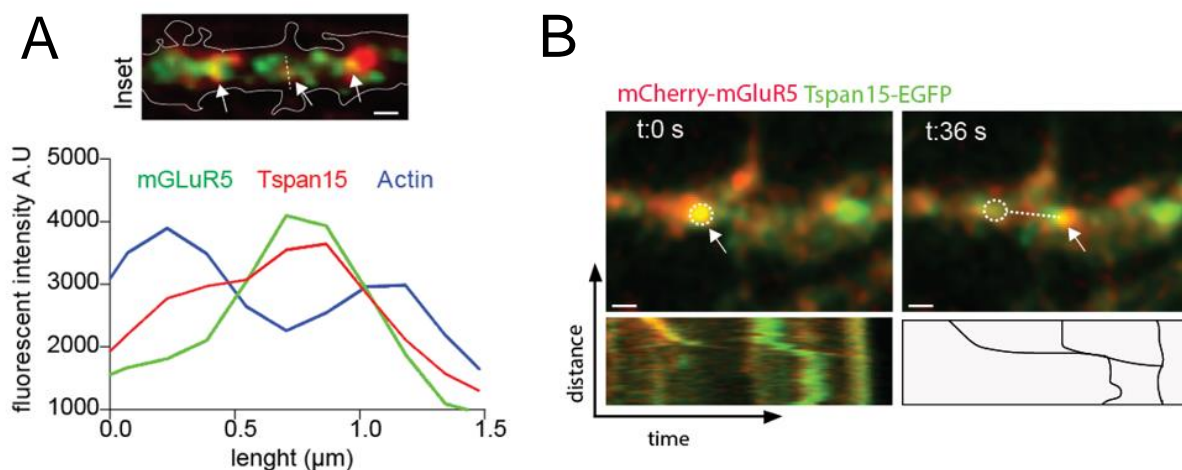 A
B
Inset
mGLuR5 Tspan15 Actin
fluorescent intensity A.U
5000
4000
3000
2000
1000
0.0 0.5 1.0 1.5
lenght (µm)
mCherry-mGluR5 Tspan15-EGFP
t:0 s
t:36 s
distance
time